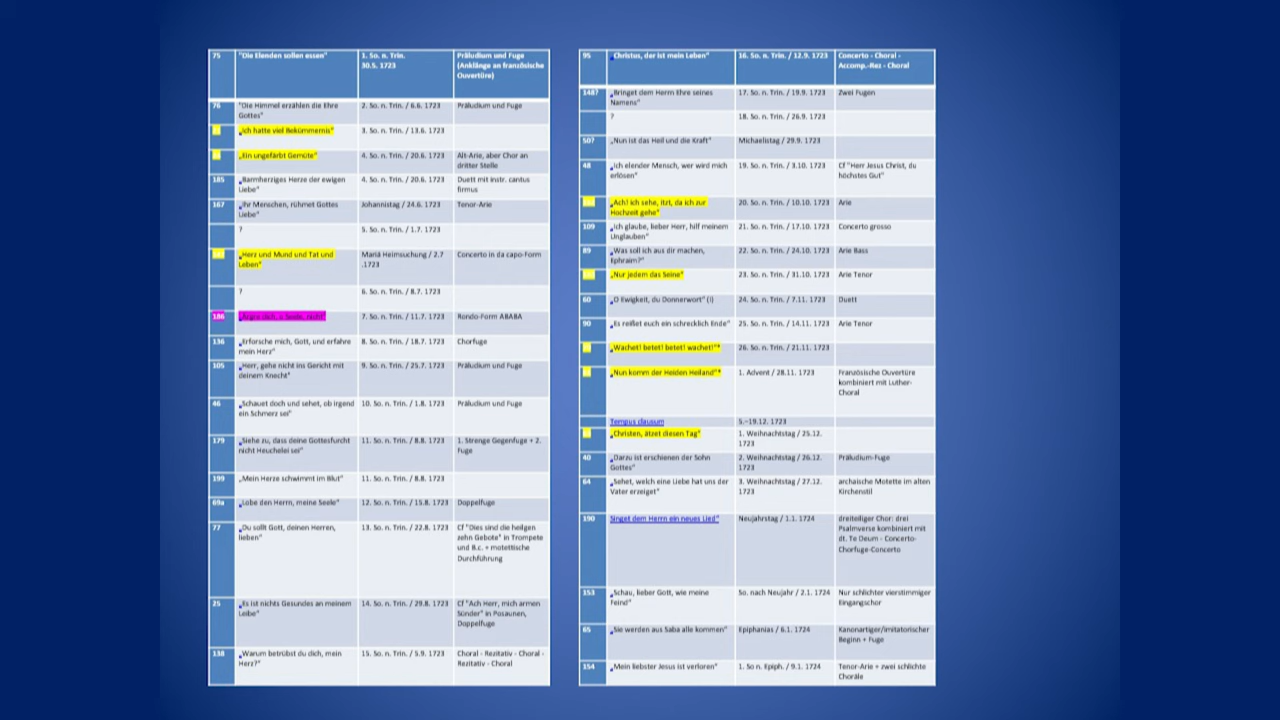 75 "Die Elenden sollen essen" 1. So. n. Trin. Präludium und Fuge
30.5. 1723 (Anklänge an französische
Ouvertüre)
76 "Die Himmel erzählen die Ehre 2. So. n. Trin. / 6.6. 1723 Präludium und Fuge
Gottes"
„Ich hatte viel Bekümmernis" 3. So. n. Trin. / 13.6. 1723
„Ein ungefärbt Gemüte" 4. So. n. Trin. / 20.6. 1723 Alt-Arie, aber Chor an
dritter Stelle
185 „Barmherziges Herze der ewigen 4. So. n. Trin. / 20.6. 1723 Duett mit instr. cantus
Liebe" firmus
167 „Ihr Menschen, rühmet Gottes Johannistag / 24.6. 1723 Tenor-Arie
Liebe"
? 5. So. n. Trin. / 1.7. 1723
„Herz und Mund und Tat und Mariä Heimsuchung / 2.7 Concerto in da capo-Form
Leben" .1723
? 6. So. n. Trin. / 8.7. 1723
186 „Ärgre dich, o Seele, nicht" 7. So. n. Trin. / 11.7. 1723 Rondo-Form ABABA
136 „Erforsche mich, Gott, und erfahre 8. So. n. Trin. / 18.7. 1723 Chorfuge
mein Herz"
105 „Herr, gehe nicht ins Gericht mit 9. So. n. Trin. / 25.7. 1723 Präludium und Fuge
deinem Knecht"
46 „Schauet doch und sehet, ob irgend 10. So. n. Trin. / 1.8. 1723 Präludium und Fuge
ein Schmerz sei"
179 „Siehe zu, dass deine Gottesfurcht 11. So. n. Trin. / 8.8. 1723 1. Strenge Gegenfuge + 2.
nicht Heuchelei sei" Fuge
199 „Mein Herze schwimmt im Blut" 11. So. n. Trin. / 8.8. 1723
69a „Lobe den Herrn, meine Seele" 12. So. n. Trin. / 15.8. 1723 Doppelfuge
77 „Du sollt Gott, deinen Herren, 13. So. n. Trin. / 22.8. 1723 Cf "Dies sind die heilgen
lieben" zehn Gebote" in Trompete
und B.c. + motettische
Durchführung
25 „Es ist nichts Gesundes an meinem 14. So. n. Trin. / 29.8. 1723 Cf "Ach Herr, mich armen
Leibe" Sünder" in Posaunen,
Doppelfuge
138 „Warum betrübst du dich, mein 15. So. n. Trin. / 5.9. 1723 Choral - Rezitativ - Choral -
Herz?" Rezitativ - Choral
95 „Christus, der ist mein Leben" 16. So. n. Trin. / 12.9. 1723 Concerto - Choral -
Accomp.-Rez - Choral
148? „Bringet dem Herrn Ehre seines 17. So. n. Trin. / 19.9. 1723 Zwei Fugen
Namens"
? 18. So. n. Trin. / 26.9. 1723
50? „Nun ist das Heil und die Kraft" Michaelistag / 29.9. 1723
48 „Ich elender Mensch, wer wird mich 19. So. n. Trin. / 3.10. 1723 Cf "Herr Jesus Christ, du
erlösen" höchstes Gut"
„Ach! ich sehe, itzt, da ich zur 20. So. n. Trin. / 10.10. 1723 Arie
Hochzeit gehe"
109 „Ich glaube, lieber Herr, hilf meinem 21. So. n. Trin. / 17.10. 1723 Concerto grosso
Unglauben"
89 „Was soll ich aus dir machen, 22. So. n. Trin. / 24.10. 1723 Arie Bass
Ephraim?"
„Nur jedem das Seine" 23. So. n. Trin. / 31.10. 1723 Arie Tenor
60 „O Ewigkeit, du Donnerwort" (I) 24. So. n. Trin. / 7.11. 1723 Duett
90 „Es reißet euch ein schrecklich Ende" 25. So. n. Trin. / 14.11. 1723 Arie Tenor
„Wachet! betet! betet! wachet!"* 26. So. n. Trin. / 21.11. 1723
„Nun komm der Heiden Heiland"* 1. Advent / 28.11. 1723 Französische Ouvertüre
kombiniert mit Luther-
Choral
Tempus clausum 5.-19.12. 1723
„Christen, ätzet diesen Tag" 1. Weihnachtstag / 25.12.
1723
40 „Darzu ist erschienen der Sohn 2. Weihnachtstag / 26.12. Präludium-Fuge
Gottes" 1723
64 „Sehet, welch eine Liebe hat uns der 3. Weihnachtstag / 27.12. archaische Motette im alten
Vater erzeiget" 1723 Kirchenstil
190 Singet dem Herrn ein neues Lied" Neujahrstag / 1.1. 1724 dreiteiliger Chor: drei
Psalmverse kombiniert mit
dt. Te Deum - Concerto-
Chorfuge-Concerto
153 „Schau, lieber Gott, wie meine So. nach Neujahr / 2.1. 1724 Nur schlichter vierstimmiger
Feind" Eingangschor
65 „Sie werden aus Saba alle kommen" Epiphanias / 6.1. 1724 Kanonartiger/imitatorischer
Beginn + Fuge
154 „Mein liebster Jesus ist verloren" 1. So n. Epiph. / 9.1. 1724 Tenor-Arie + zwei schlichte
Choräle